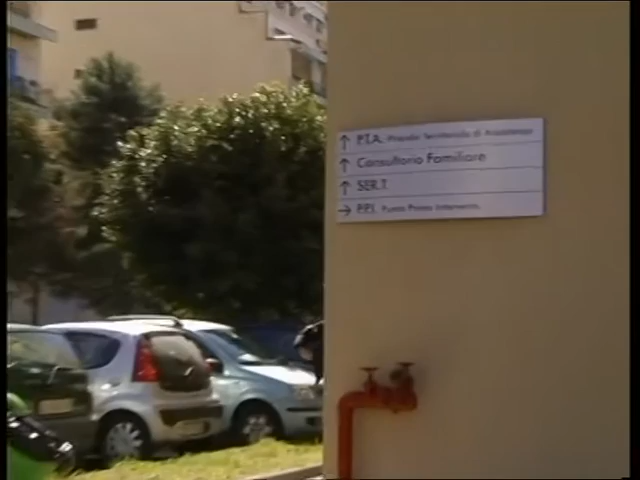 ↑ P.T.A. Presidio Territoriale di Assistenza
↑ Consultorio Familiare
↑ SER.T.
→ P.P.I. Punto Primo Intervento